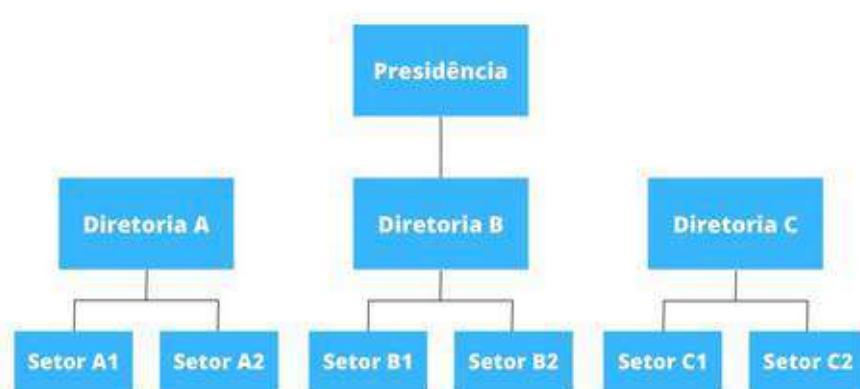 Presidência
Diretoria A
Diretoria B
Diretoria C
Setor A1
Setor A2
Setor B1
Setor B2
Setor C1
Setor C2